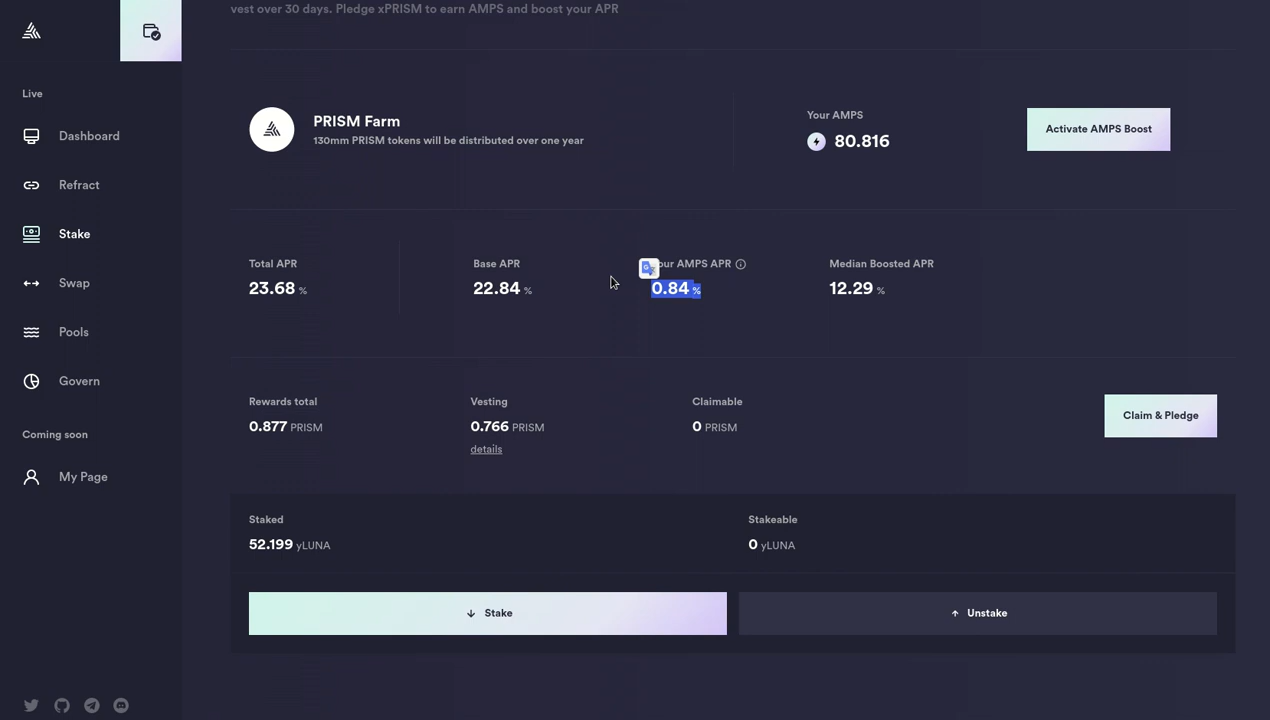 vest over 30 days. Pledge xPRISM to earn AMPS and boost your APR
Live
Dashboard
Refract
Stake
Swap
Pools
Govern
Coming soon
My Page
PRISM Farm
130mm PRISM tokens will be distributed over one year
Your AMPS
80.816
Activate AMPS Boost
Total APR
23.68 %
Base APR
22.84 %
our AMPS APR
0.84 %
Median Boosted APR
12.29 %
Rewards total
0.877 PRISM
Vesting
0.766 PRISM
details
Claimable
0 PRISM
Claim & Pledge
Staked
52.199 yLUNA
Stakeable
0 yLUNA
Stake
Unstake